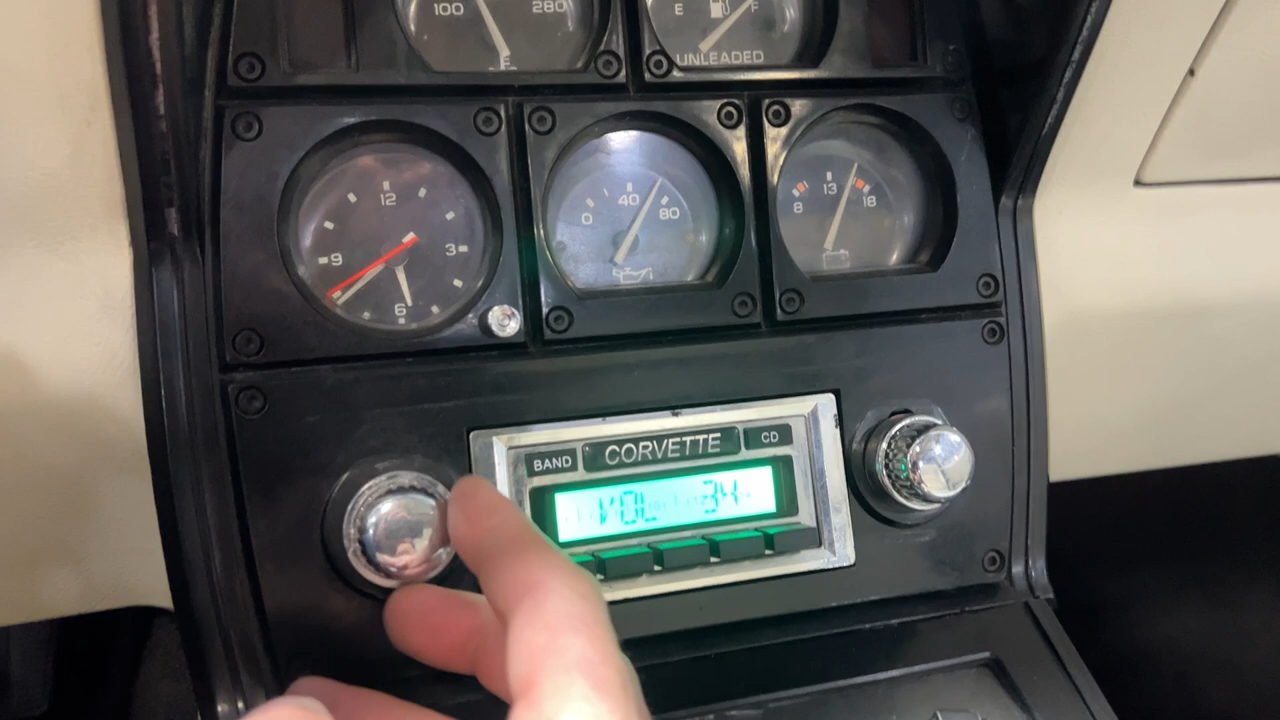 100 280
E F
UNLEADED
12
9 3
6
0 40 80
8 13 18
BAND CORVETTE CD
VOL 34